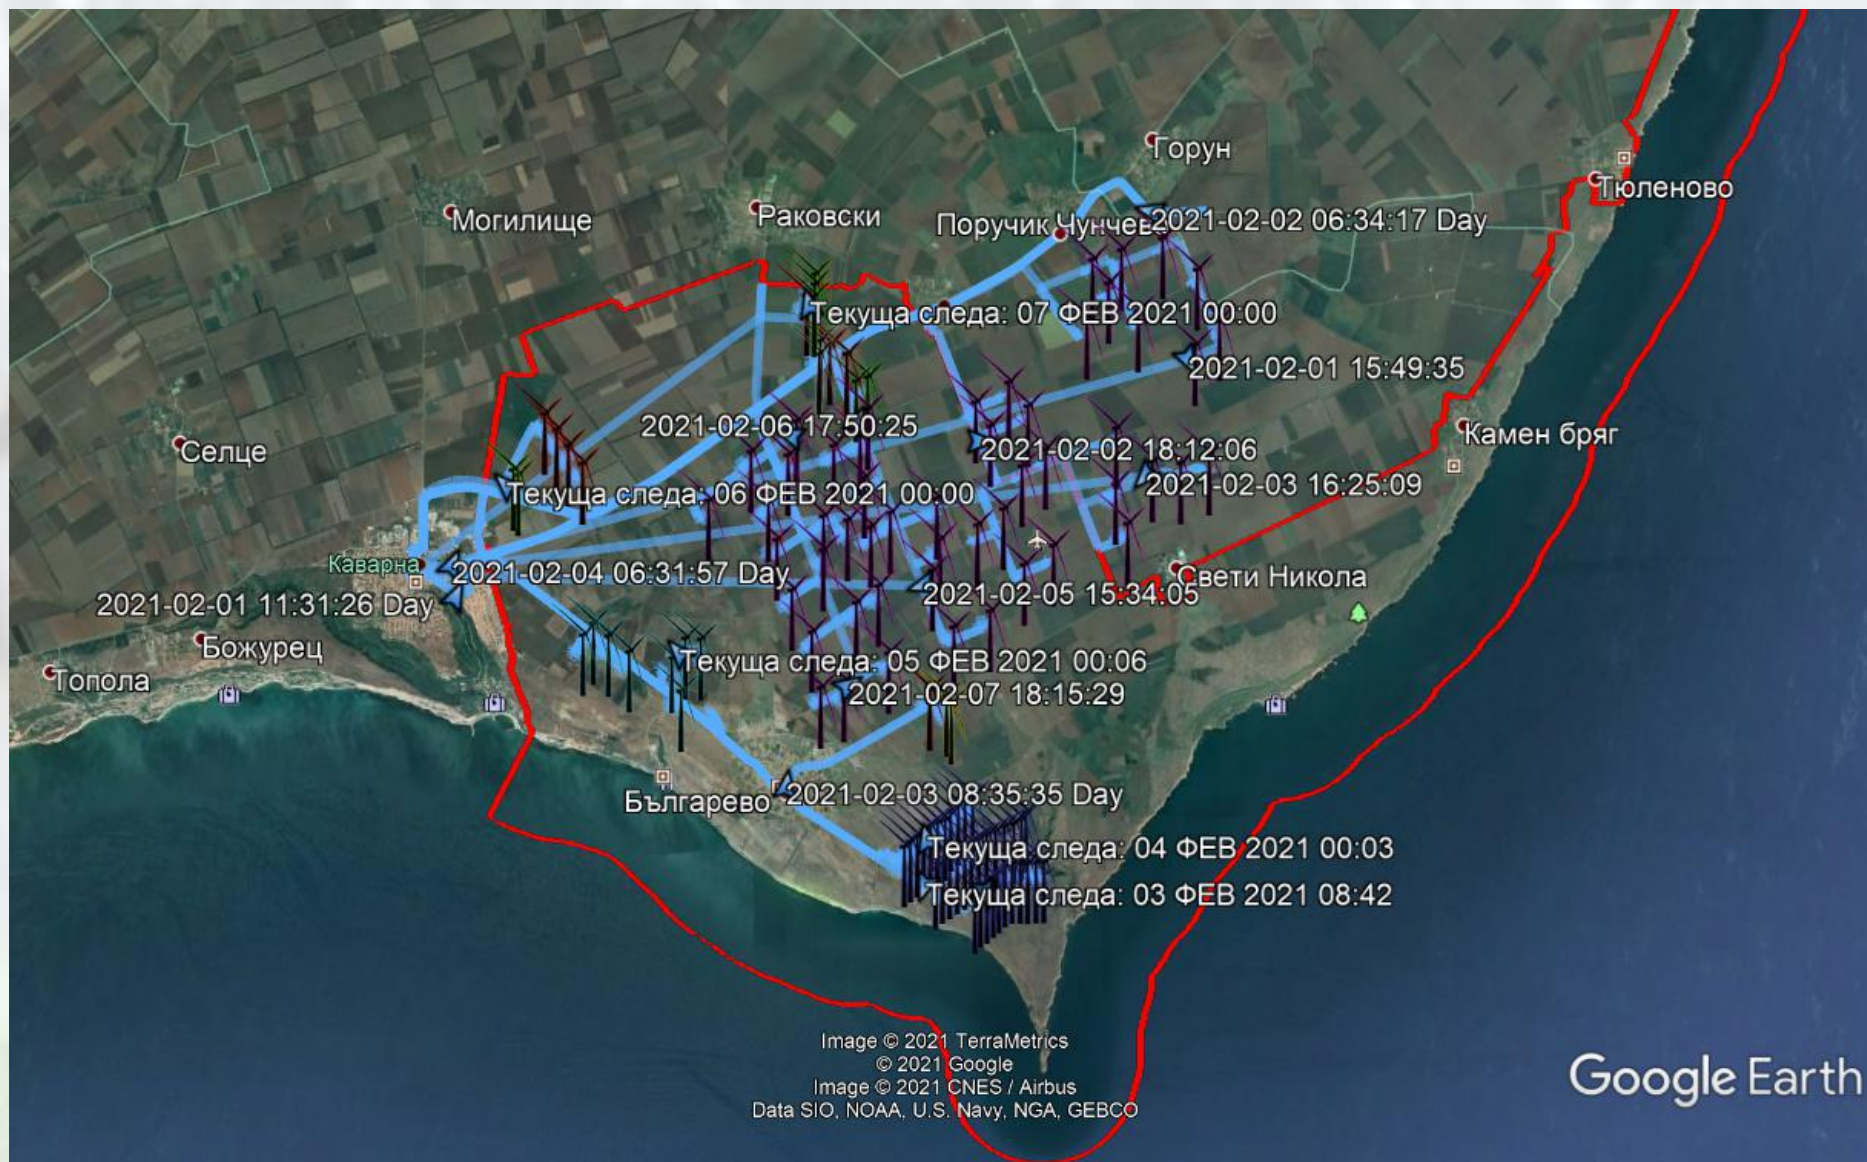 Горун
Тюленово
Могилище
Раковски
Поручик Чунчев
2021-02-02 06:34:17 Day
Текуща следа: 07 ФЕВ 2021 00:00
2021-02-01 15:49:35
2021-02-06 17:50:25
Камен бряг
Селце
2021-02-02 18:12:06
2021-02-03 16:25:09
Текуща следа: 06 ФЕВ 2021 00:00
Каварна
2021-02-04 06:31:57 Day
Свети Никола
2021-02-01 11:31:26 Day
2021-02-05 15:34:05
Божурец
Текуща следа: 05 ФЕВ 2021 00:06
Топола
2021-02-07 18:15:29
Българево
2021-02-03 08:35:35 Day
Текуща следа: 04 ФЕВ 2021 00:03
Текуща следа: 03 ФЕВ 2021 08:42
Image © 2021 TerraMetrics
© 2021 Google
Image © 2021 CNES / Airbus
Data SIO, NOAA, U.S. Navy, NGA, GEBCO
Google Earth